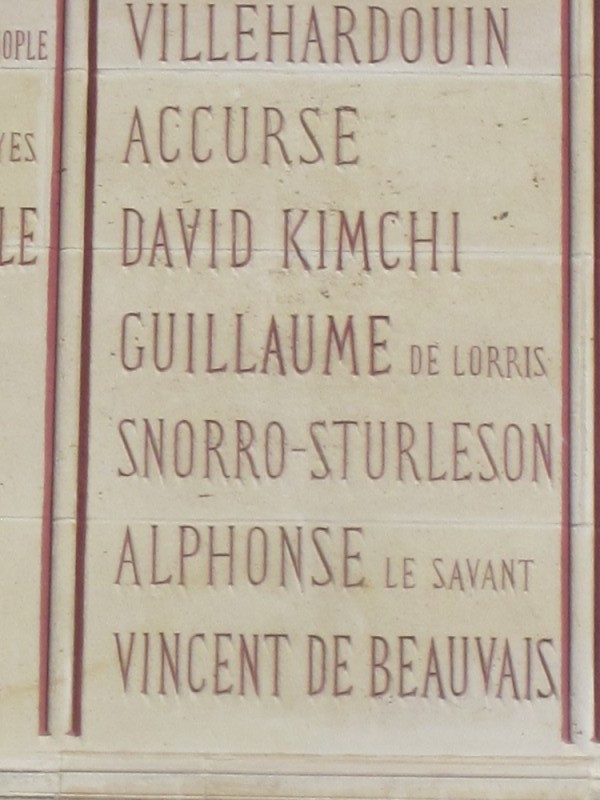 VILLEHARDOUIN
ACCURSE
DAVID KIMCHI
GUILLAUME DE LORRIS
SNORRO-STURLESON
ALPHONSE LE SAVANT
VINCENT DE BEAUVAIS